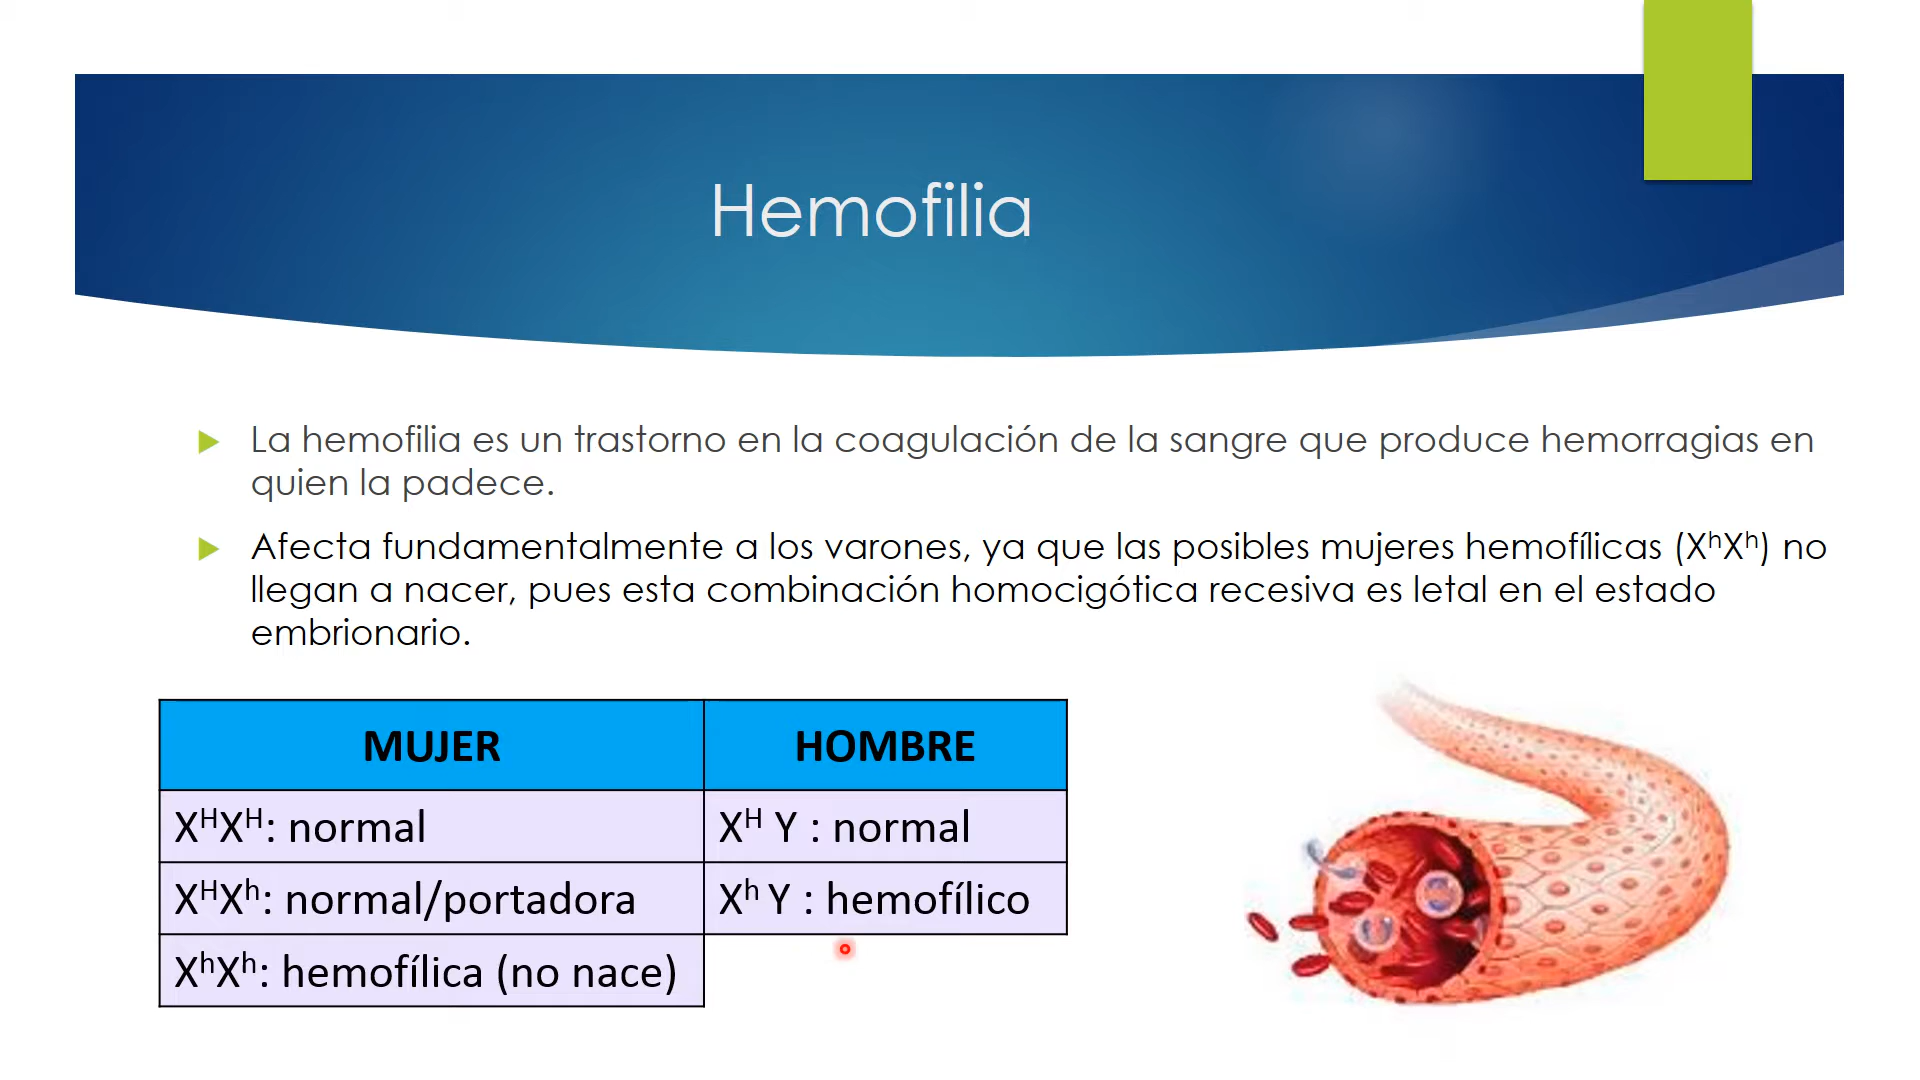 Hemofilia
La hemofilia es un trastorno en la coagulación de la sangre que produce hemorragias en
quien la padece.
Afecta fundamentalmente a los varones, ya que las posibles mujeres hemofílicas (XʰXʰ) no
llegan a nacer, pues esta combinación homocigótica recesiva es letal en el estado
embrionario.
MUJER HOMBRE
XᴴXᴴ: normal Xᴴ Y : normal
XᴴXʰ: normal/portadora Xʰ Y : hemofílico
XʰXʰ: hemofílica (no nace)